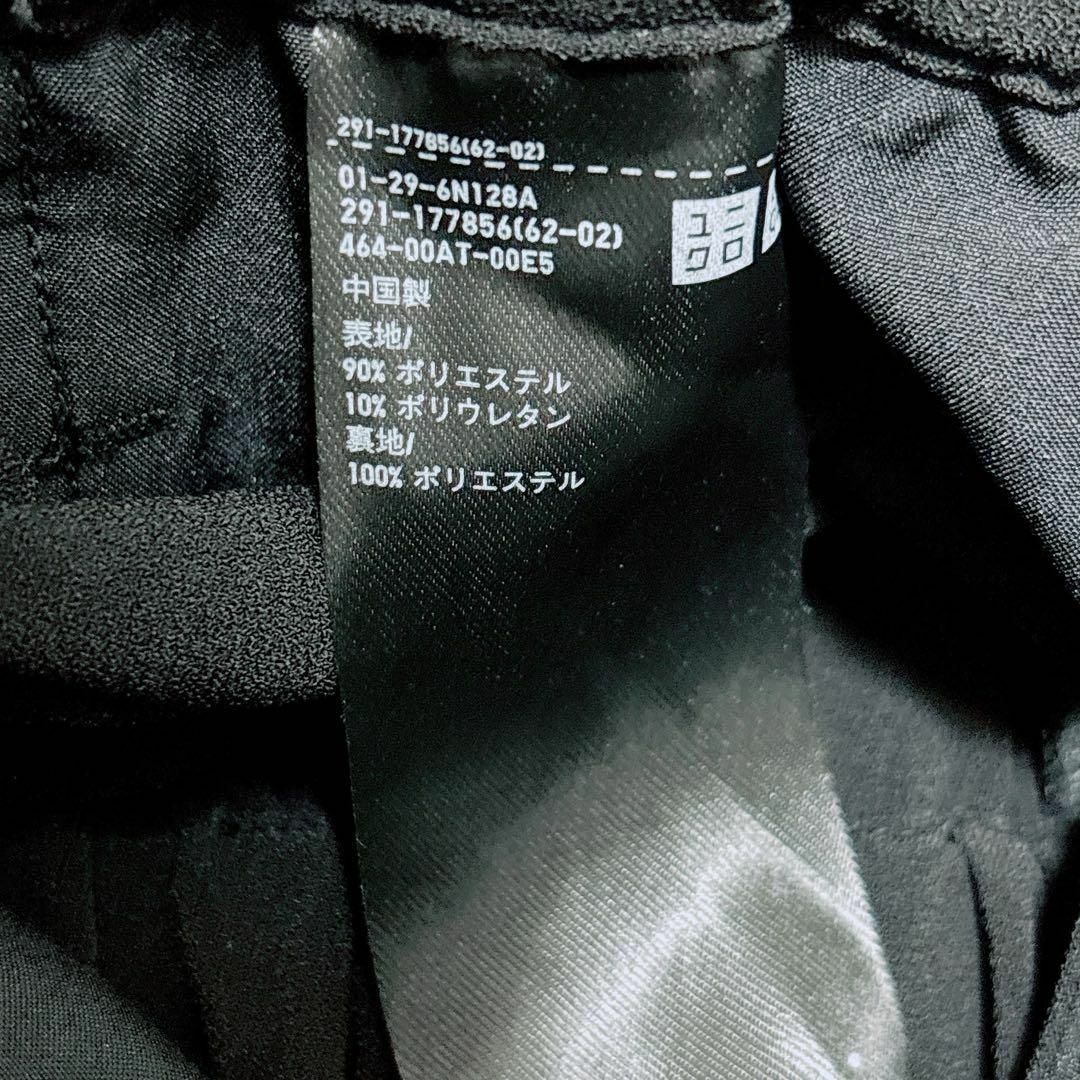 291-177856(62-02)
01-29-6N128A
291-177856(62-02)
464-00AT-00E5
中国製
表地/
90% ポリエステル
10% ポリウレタン
裏地/
100% ポリエステル